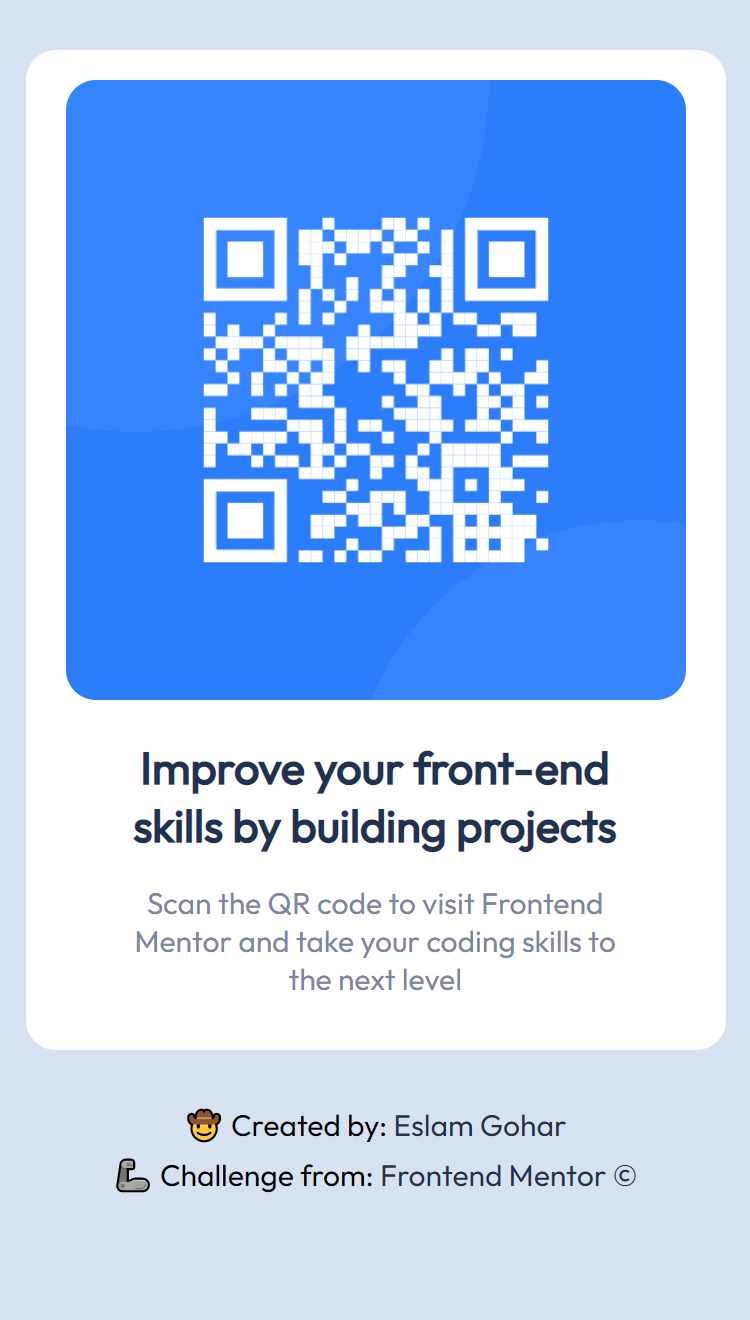 Improve your front-end
skills by building projects
Scan the QR code to visit Frontend
Mentor and take your coding skills to
the next level
🤠 Created by: Eslam Gohar
🦾 Challenge from: Frontend Mentor ©